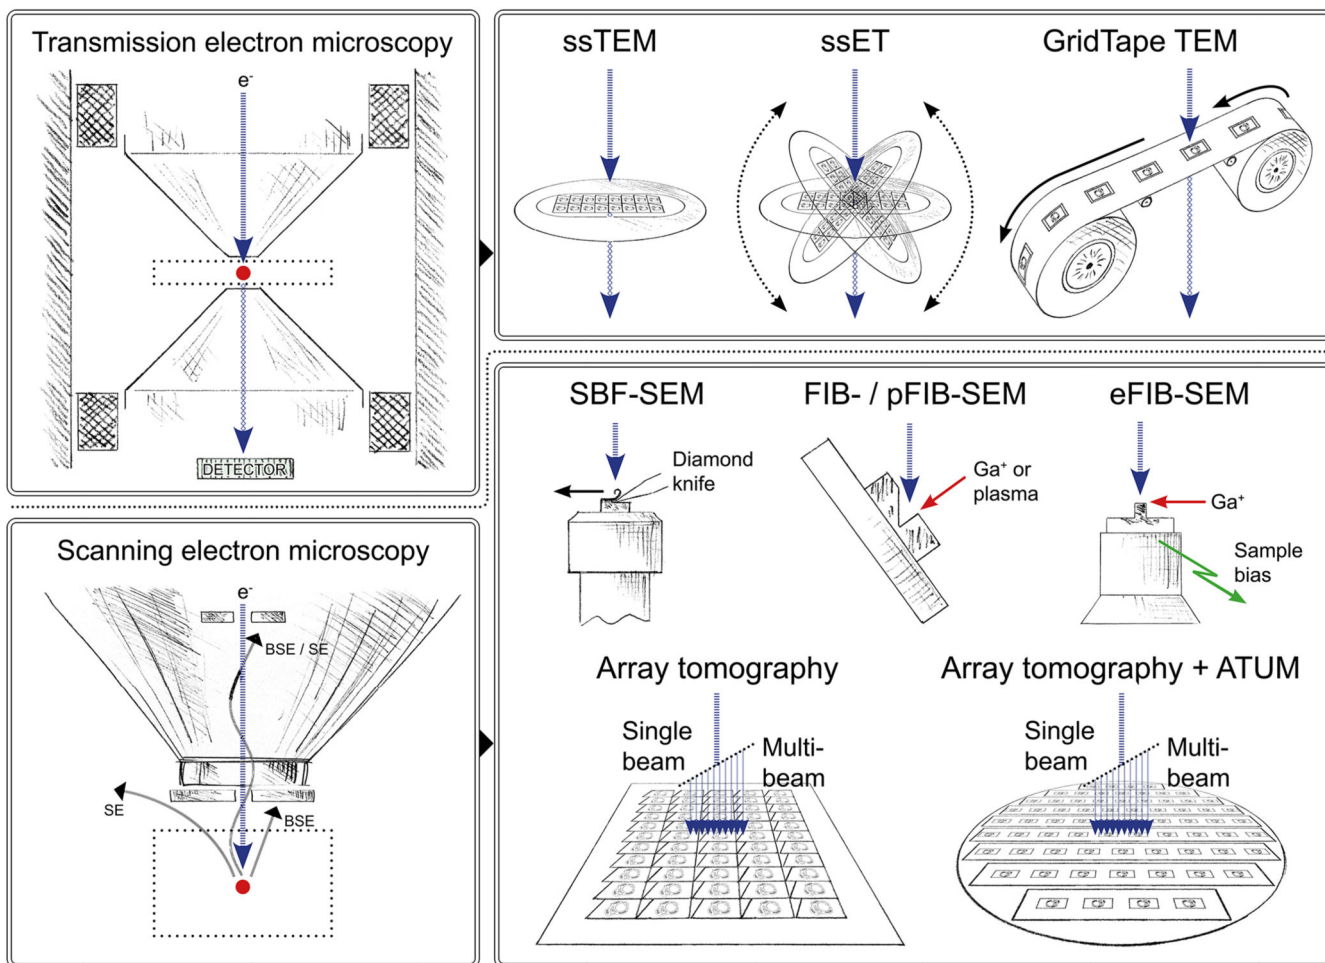 Transmission electron microscopy
e-
DETECTOR
ssTEM
ssET
GridTape TEM
Scanning electron microscopy
e-
BSE / SE
SE
BSE
SBF-SEM
Diamond
knife
FIB- / pFIB-SEM
Ga+ or
plasma
eFIB-SEM
Ga+
Sample
bias
Array tomography
Single
beam
Multi-
beam
Array tomography + ATUM
Single
beam
Multi-
beam